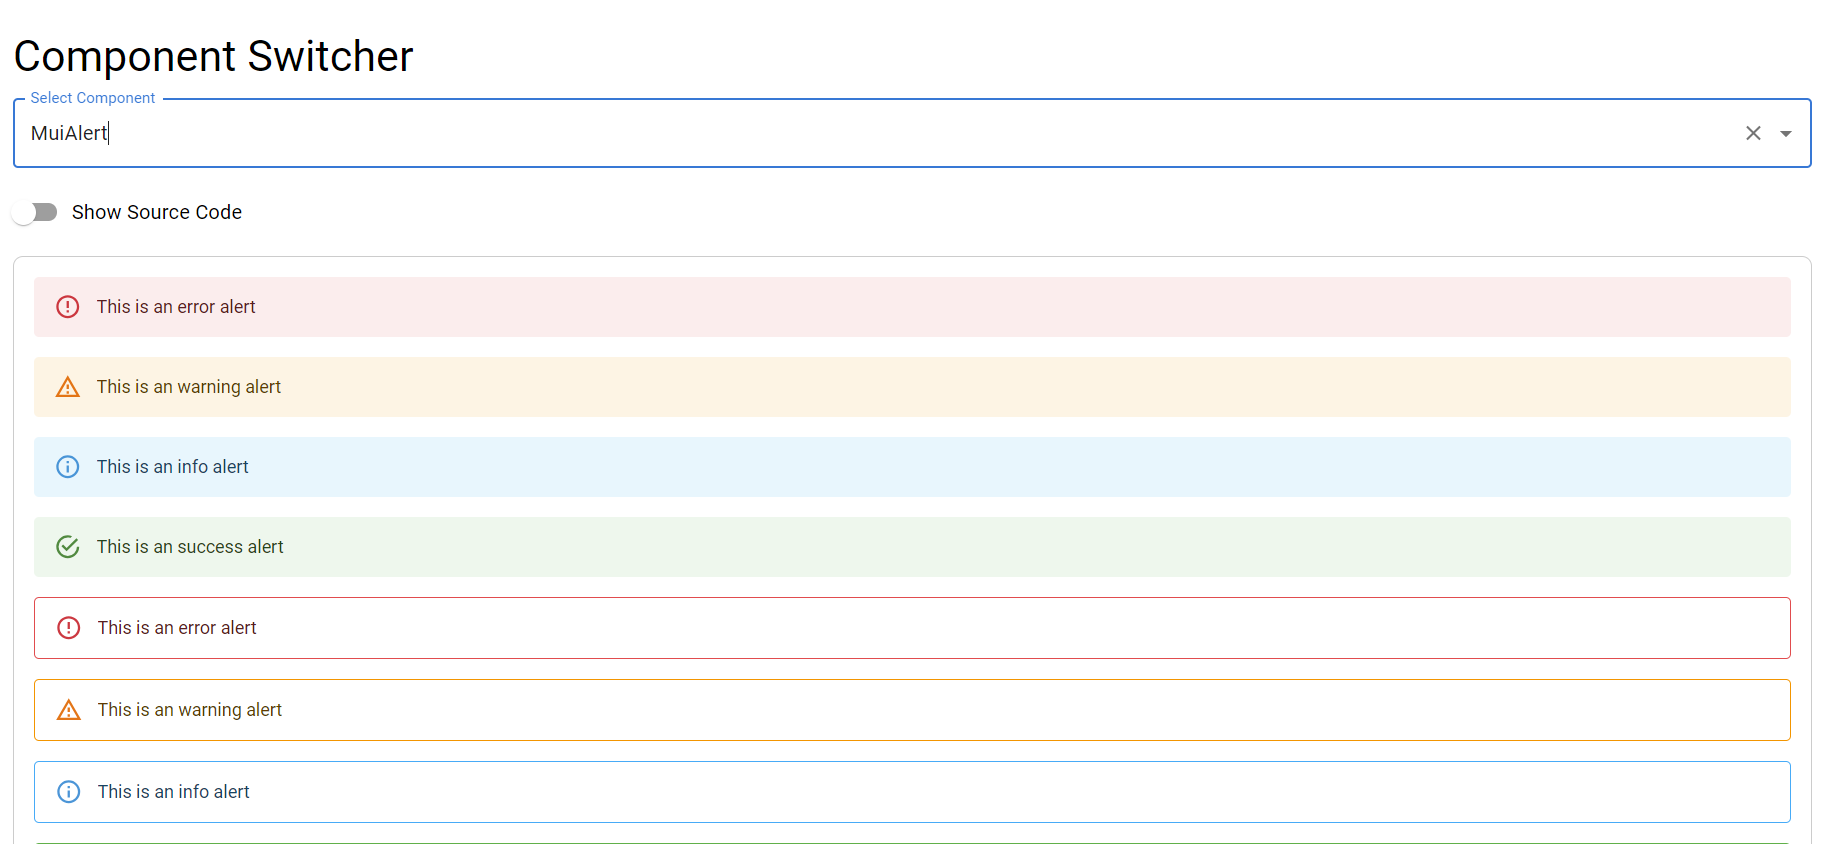 Component Switcher
Select Component
MuiAlert
Show Source Code
This is an error alert
This is an warning alert
This is an info alert
This is an success alert
This is an error alert
This is an warning alert
This is an info alert